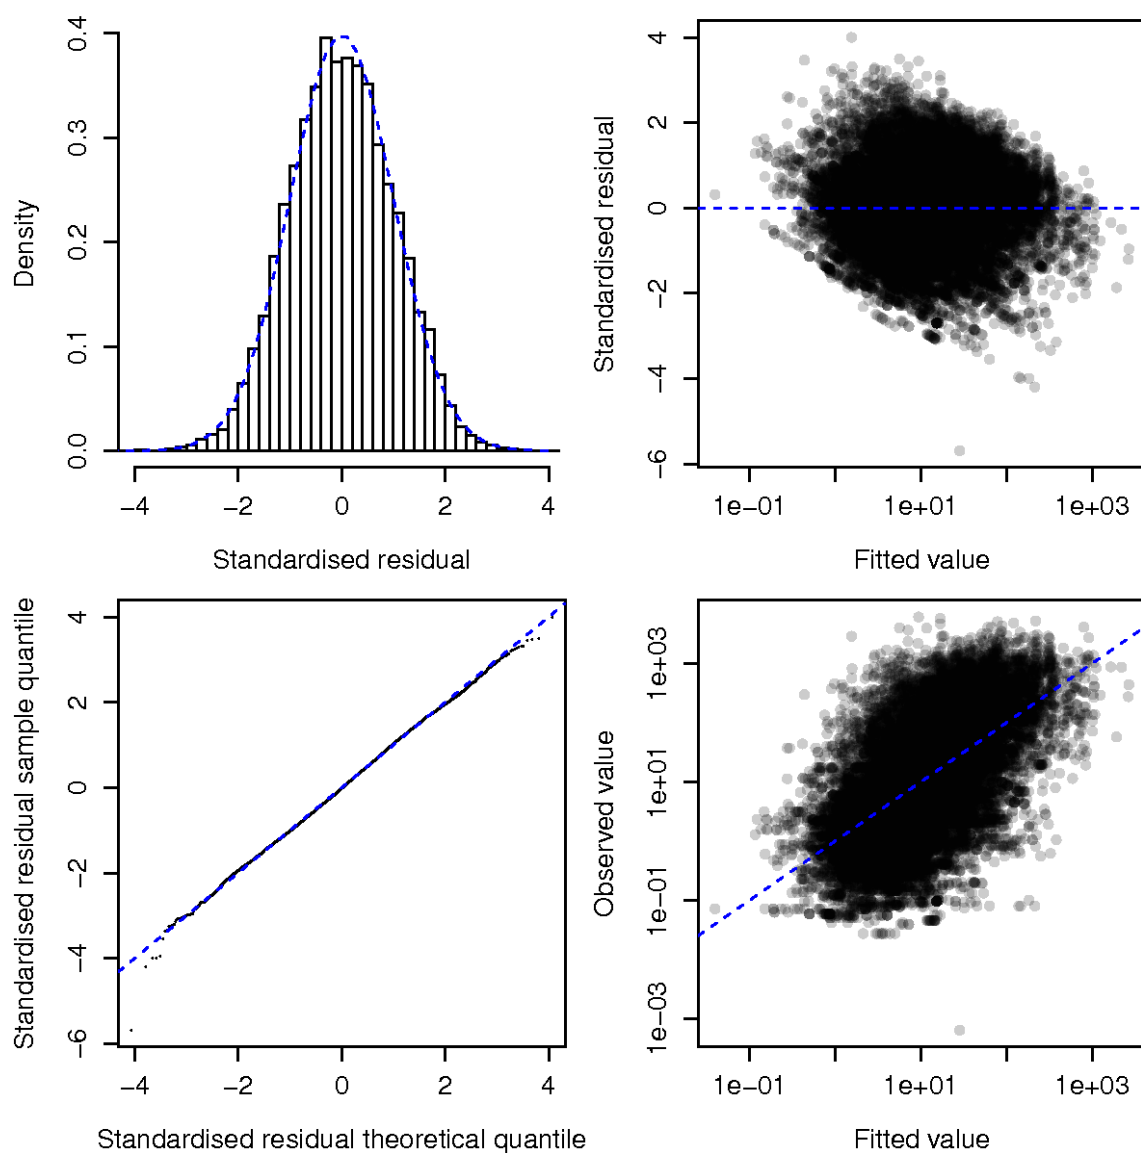 0.4
0.3
0.2
0.1
0.0
Density
−4 −2 0 2 4
Standardised residual
4
2
0
−2
−4
−6
Standardised residual
1e−01 1e+01 1e+03
Fitted value
4
2
0
−2
−4
−6
Standardised residual sample quantile
−4 −2 0 2 4
Standardised residual theoretical quantile
1e+03
1e+01
1e−01
1e−03
Observed value
1e−01 1e+01 1e+03
Fitted value